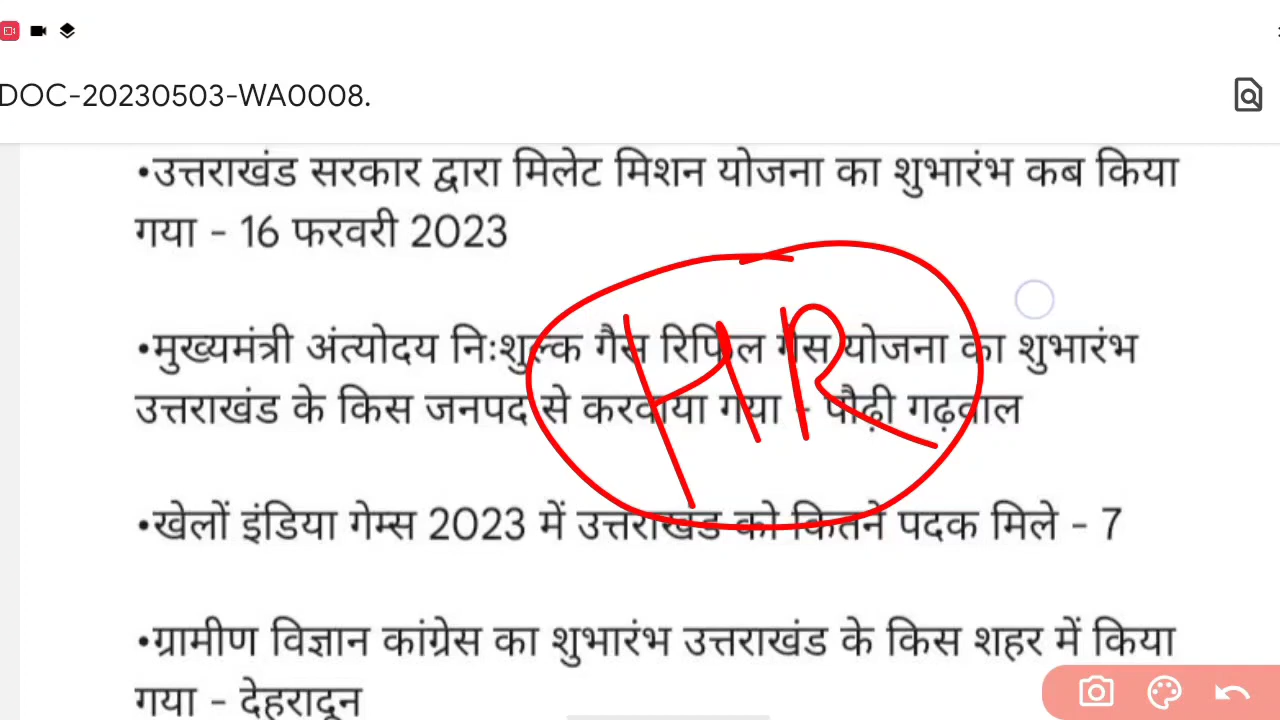 DOC-20230503-WA0008.
•उत्तराखंड सरकार द्वारा मिलेट मिशन योजना का शुभारंभ कब किया
गया - 16 फरवरी 2023
•मुख्यमंत्री अंत्योदय निःशुल्क गैस रिफिल गैस योजना का शुभारंभ
उत्तराखंड के किस जनपद से करवाया गया - पौढ़ी गढ़वाल
HR
•खेलों इंडिया गेम्स 2023 में उत्तराखंड को कितने पदक मिले - 7
•ग्रामीण विज्ञान कांग्रेस का शुभारंभ उत्तराखंड के किस शहर में किया
गया - देहरादून